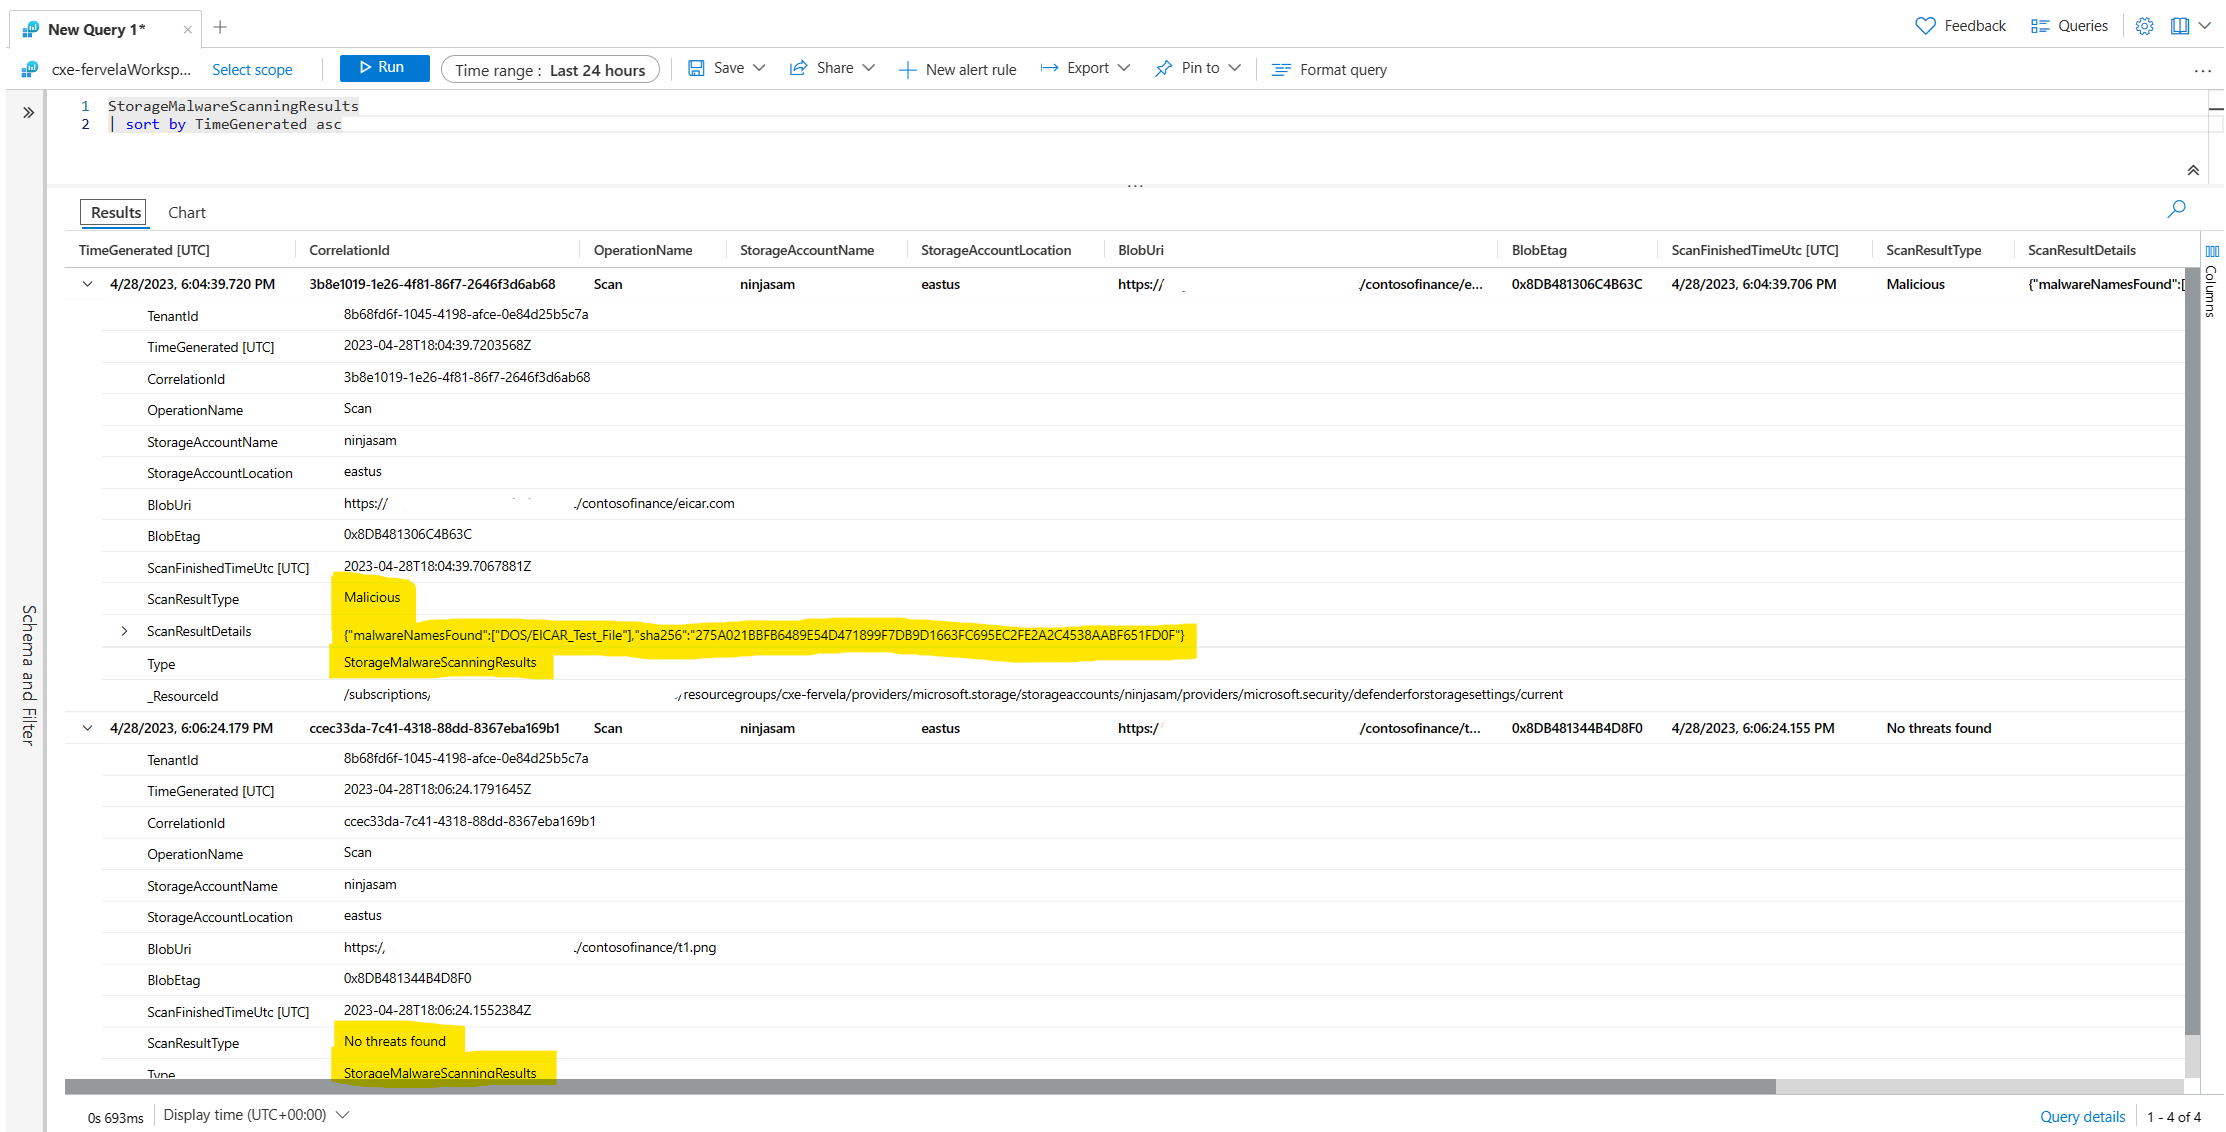 New Query 1*
Feedback
Queries
cxe-fervelaWorksp...
Select scope
Run
Time range : Last 24 hours
Save
Share
New alert rule
Export
Pin to
Format query
1 StorageMalwareScanningResults
2 | sort by TimeGenerated asc
Results
Chart
TimeGenerated [UTC] CorrelationId OperationName StorageAccountName StorageAccountLocation BlobUri BlobEtag ScanFinishedTimeUtc [UTC] ScanResultType ScanResultDetails
4/28/2023, 6:04:39.720 PM 3b8e1019-1e26-4f81-86f7-2646f3d6ab68 Scan ninjasam eastus https:// ./contosofinance/e... 0x8DB481306C4B63C 4/28/2023, 6:04:39.706 PM Malicious {"malwareNamesFound":[
TenantId 8b68fd6f-1045-4198-afce-0e84d25b5c7a
TimeGenerated [UTC] 2023-04-28T18:04:39.7203568Z
CorrelationId 3b8e1019-1e26-4f81-86f7-2646f3d6ab68
OperationName Scan
StorageAccountName ninjasam
StorageAccountLocation eastus
BlobUri https:// ./contosofinance/eicar.com
BlobEtag 0x8DB481306C4B63C
ScanFinishedTimeUtc [UTC] 2023-04-28T18:04:39.7067881Z
ScanResultType Malicious
ScanResultDetails {"malwareNamesFound":["DOS/EICAR_Test_File"],"sha256":"275A021BBFB6489E54D471899F7DB9D1663FC695EC2FE2A2C4538AABF651FD0F"}
Type StorageMalwareScanningResults
_ResourceId /subscriptions/ /resourcegroups/cxe-fervela/providers/microsoft.storage/storageaccounts/ninjasam/providers/microsoft.security/defenderforstoragesettings/current
4/28/2023, 6:06:24.179 PM ccec33da-7c41-4318-88dd-8367eba169b1 Scan ninjasam eastus https:/ /contosofinance/t... 0x8DB481344B4D8F0 4/28/2023, 6:06:24.155 PM No threats found
TenantId 8b68fd6f-1045-4198-afce-0e84d25b5c7a
TimeGenerated [UTC] 2023-04-28T18:06:24.1791645Z
CorrelationId ccec33da-7c41-4318-88dd-8367eba169b1
OperationName Scan
StorageAccountName ninjasam
StorageAccountLocation eastus
BlobUri https:/ ./contosofinance/t1.png
BlobEtag 0x8DB481344B4D8F0
ScanFinishedTimeUtc [UTC] 2023-04-28T18:06:24.1552384Z
ScanResultType No threats found
Type StorageMalwareScanningResults
Schema and Filter
Columns
0s 693ms
Display time (UTC+00:00)
Query details
1 - 4 of 4